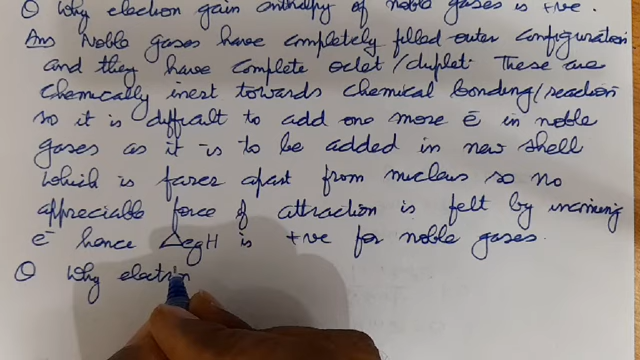 Q Why electron gain enthalpy of noble gases is +ve.
Ans Noble gases have completely filled outer configuration
and they have complete octet/duplet. These are
chemically inest towards chemical bonding/reaction
so it is difficult to add one more e̅ in noble
gases as it is to be added in new shell
which is farer apart from nucleus so no
appreciable force of attraction is felt by incoming
e⁻ hence ΔegH is +ve for noble gases.
Q Why electron